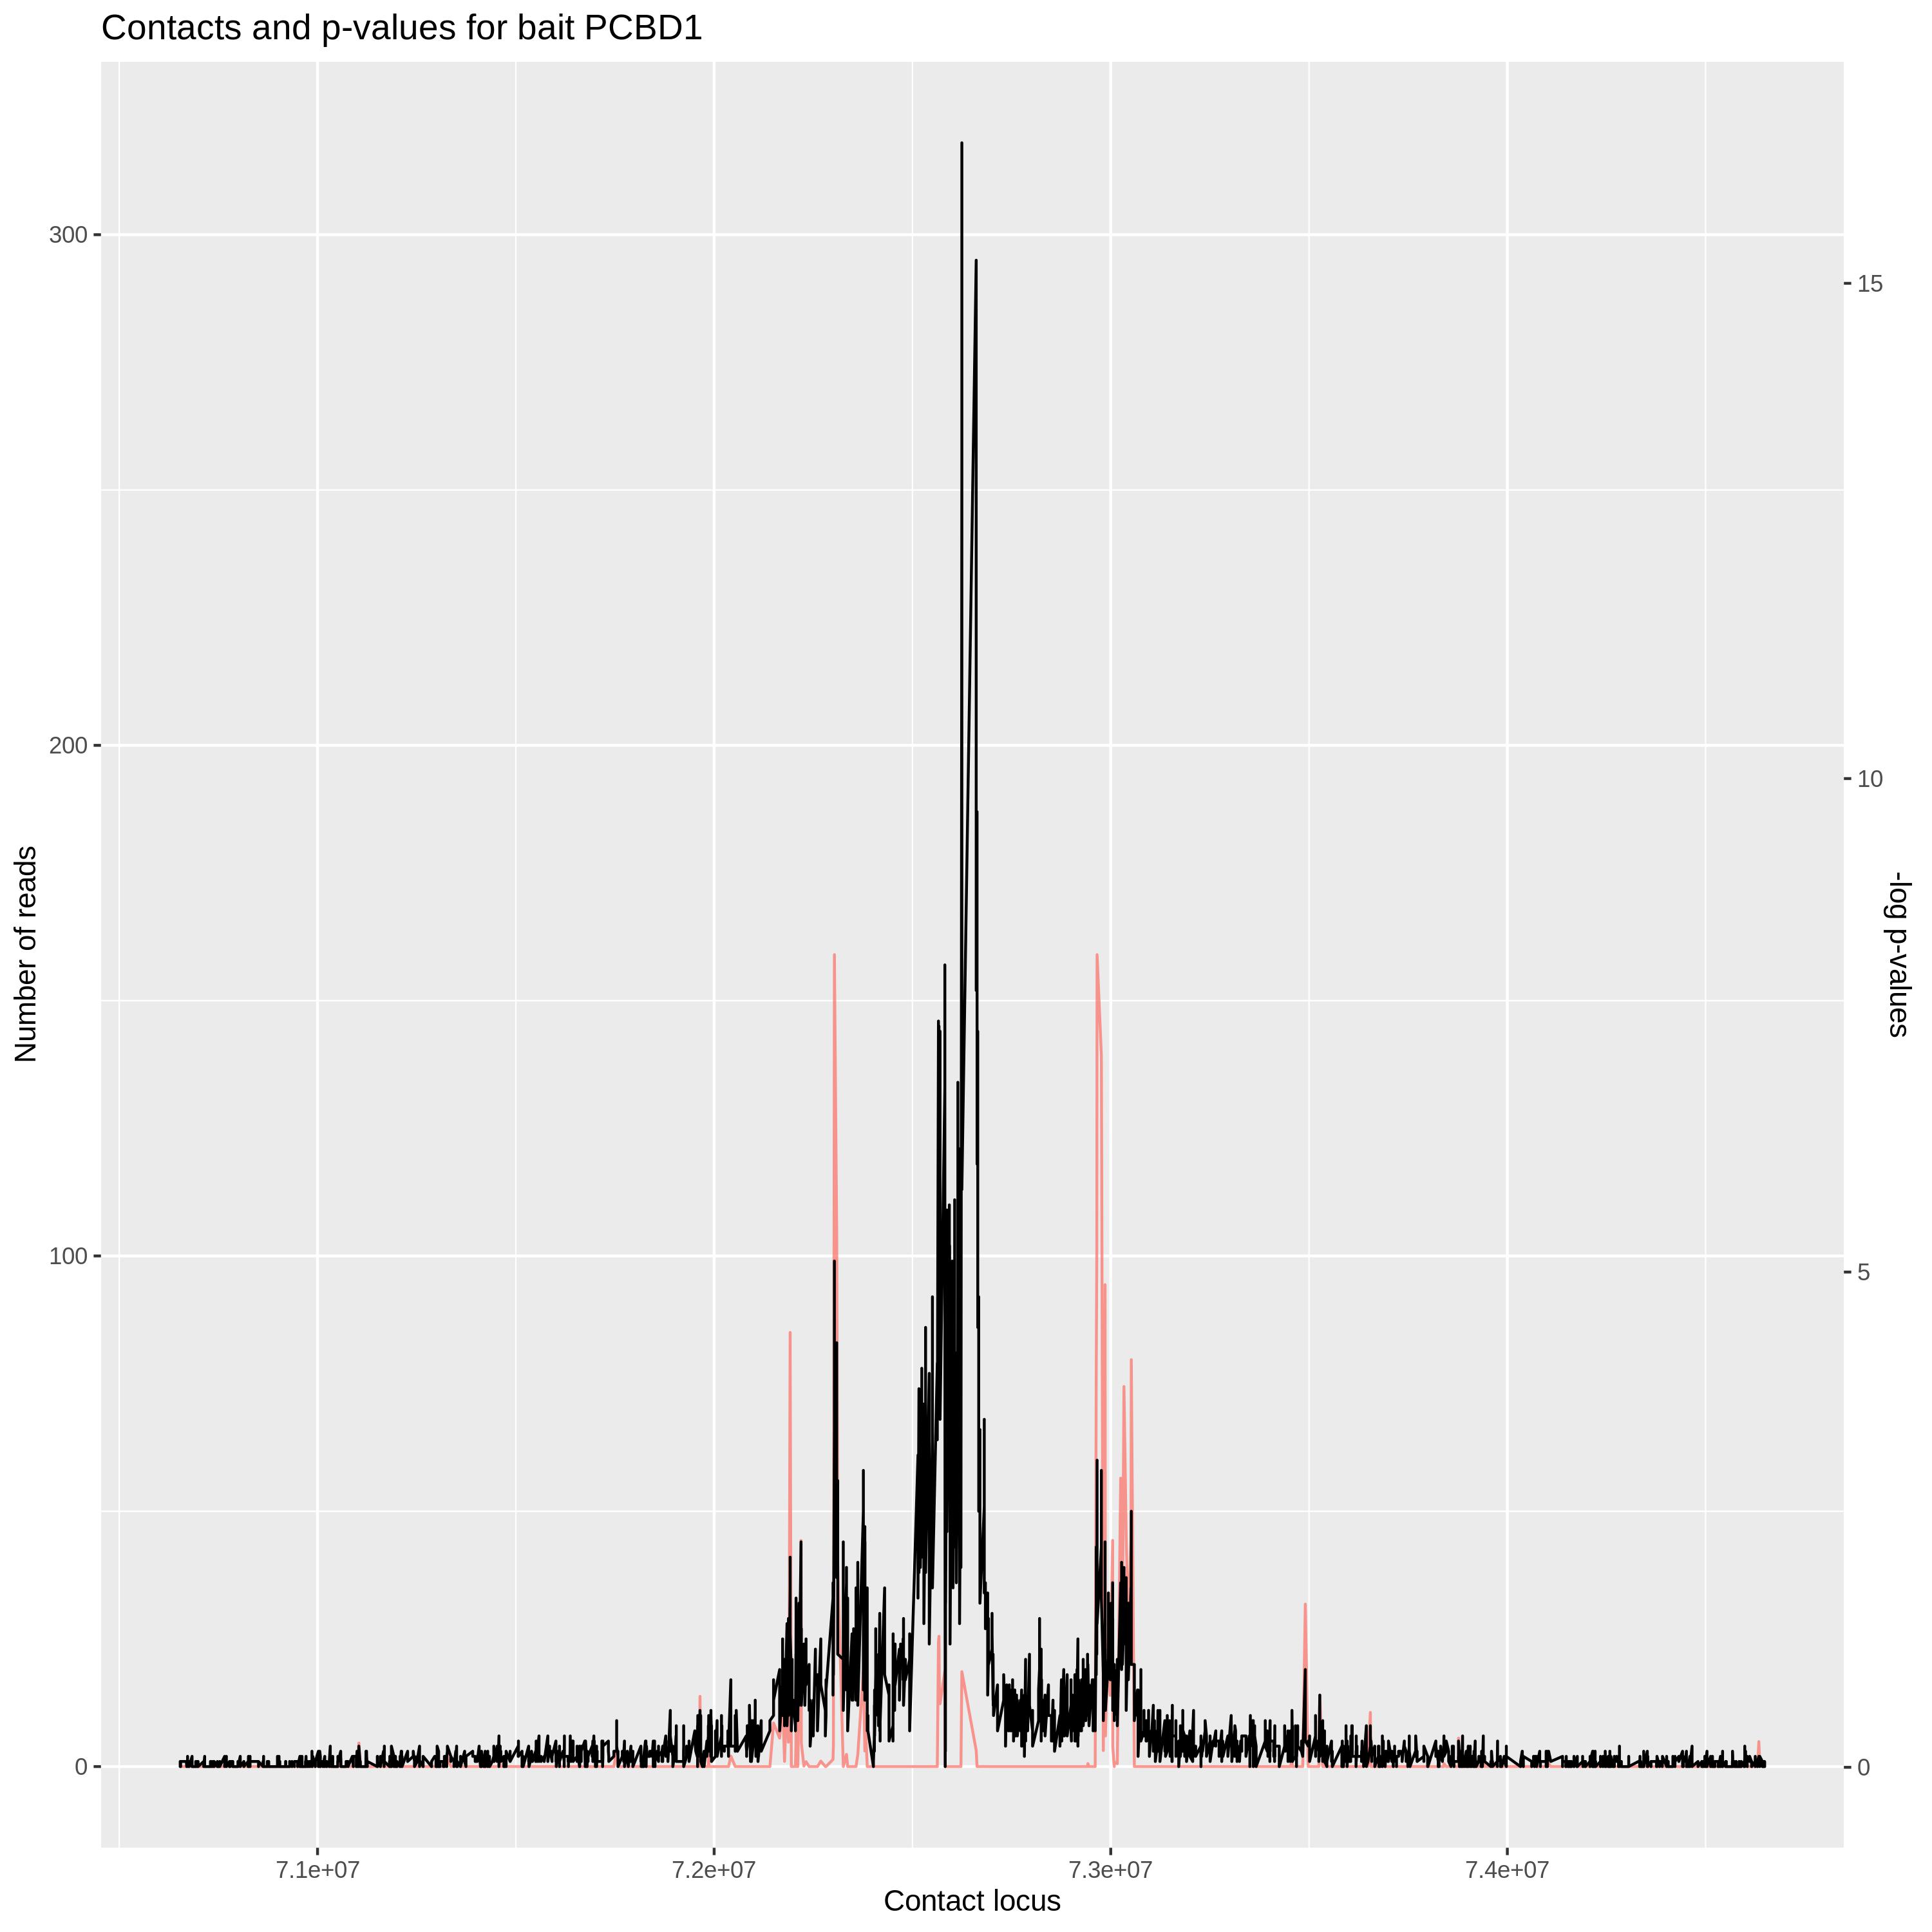 Contacts and p-values for bait PCBD1
300
200
100
0
Number of reads
15
10
5
0
-log p-values
7.1e+07
7.2e+07
7.3e+07
7.4e+07
Contact locus